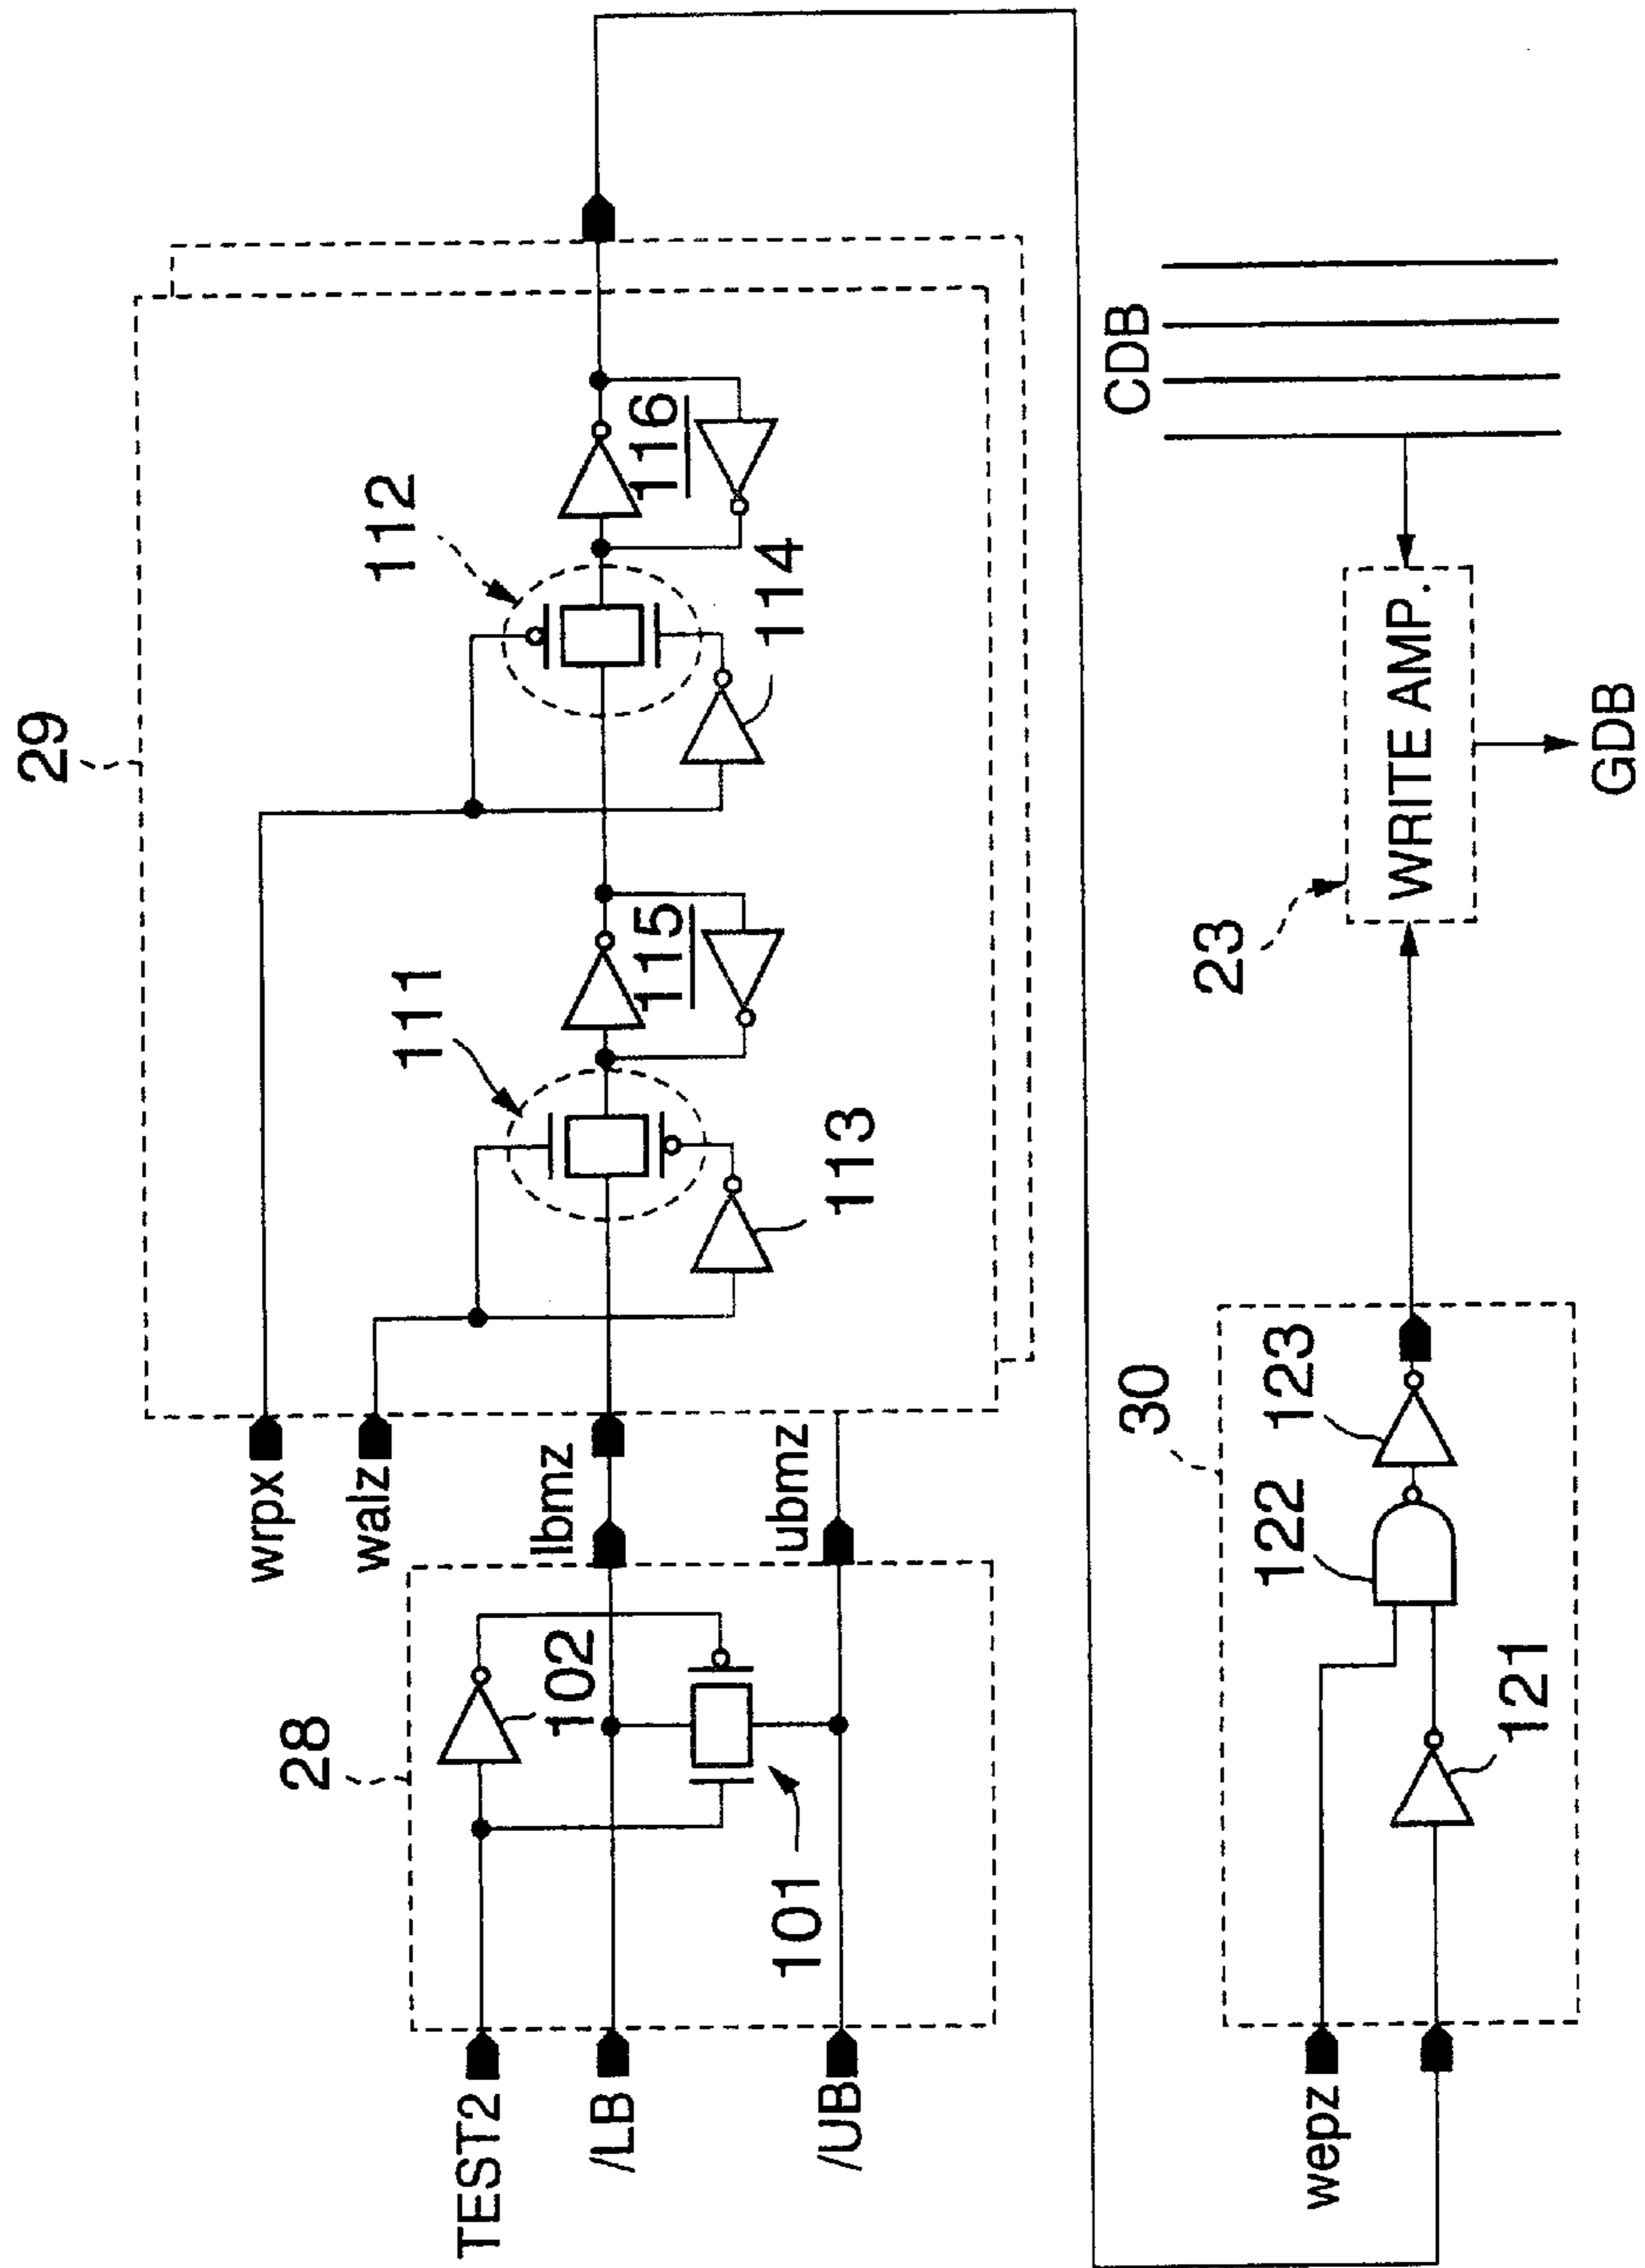 29
112
111
116
114
115
113
wrpx
walz
lbmz
ubmz
28
102
101
TEST2
/LB
/UB
CDB
23
WRITE AMP.
GDB
30
123
122
121
wepz